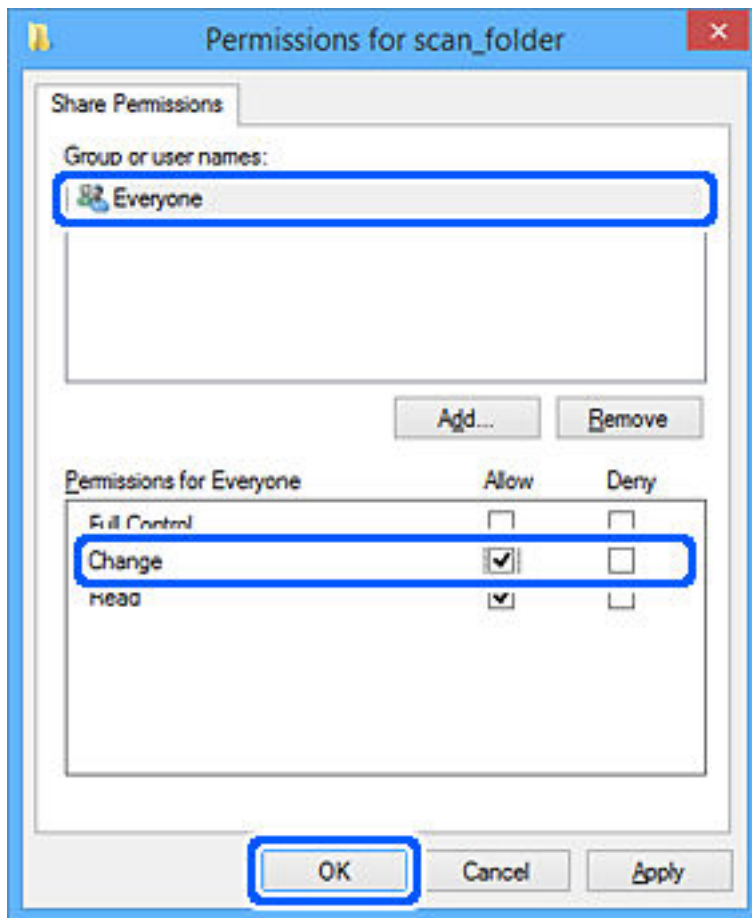 Permissions for scan_folder
Share Permissions
Group or user names:
Everyone
Add... Remove
Permissions for Everyone Allow Deny
Full Control
Change
Read
OK Cancel Apply